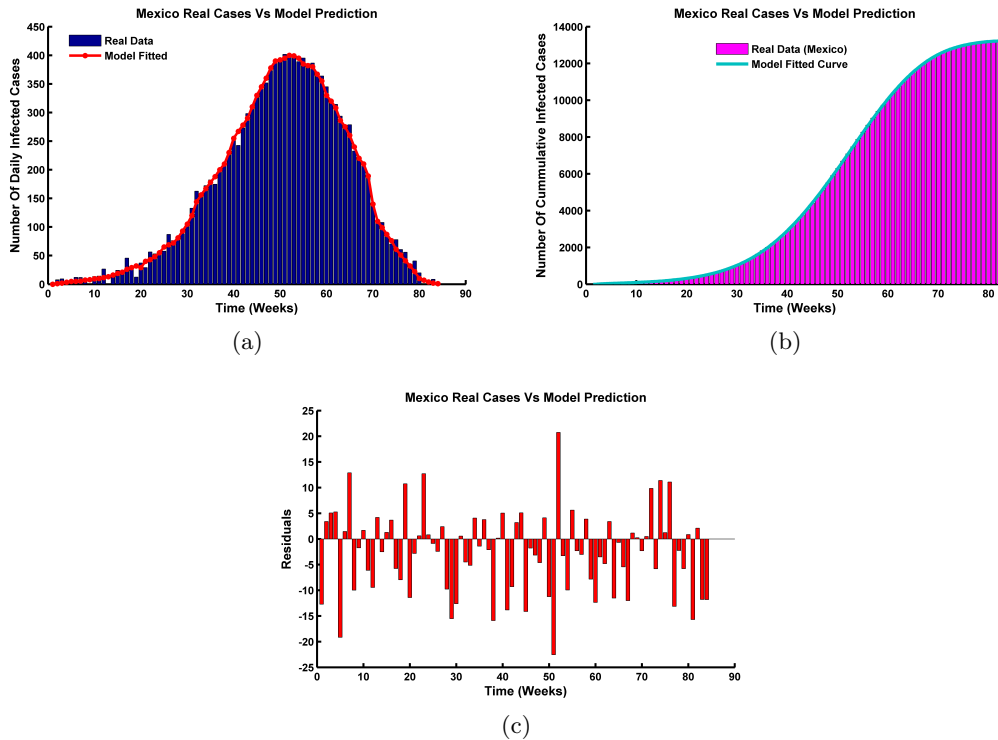 Mexico Real Cases Vs Model Prediction
Number Of Daily Infected Cases
450
400
350
300
250
200
150
100
50
0
Real Data
Model Fitted
0 10 20 30 40 50 60 70 80 90
Time (Weeks)
(a)
Mexico Real Cases Vs Model Prediction
Number Of Cummulative Infected Cases
14000
12000
10000
8000
6000
4000
2000
0
Real Data (Mexico)
Model Fitted Curve
0 10 20 30 40 50 60 70 80
Time (Weeks)
(b)
Mexico Real Cases Vs Model Prediction
Residuals
25
20
15
10
5
0
-5
-10
-15
-20
-25
0 10 20 30 40 50 60 70 80 90
Time (Weeks)
(c)